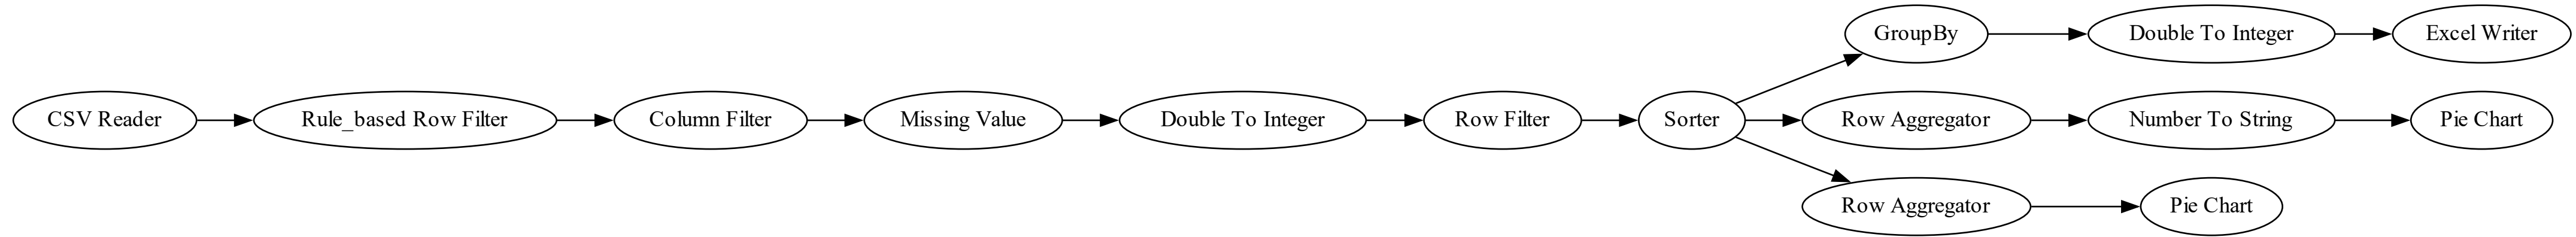 GroupBy
Double To Integer
Excel Writer
CSV Reader
Rule_based Row Filter
Column Filter
Missing Value
Double To Integer
Row Filter
Sorter
Row Aggregator
Number To String
Pie Chart
Row Aggregator
Pie Chart